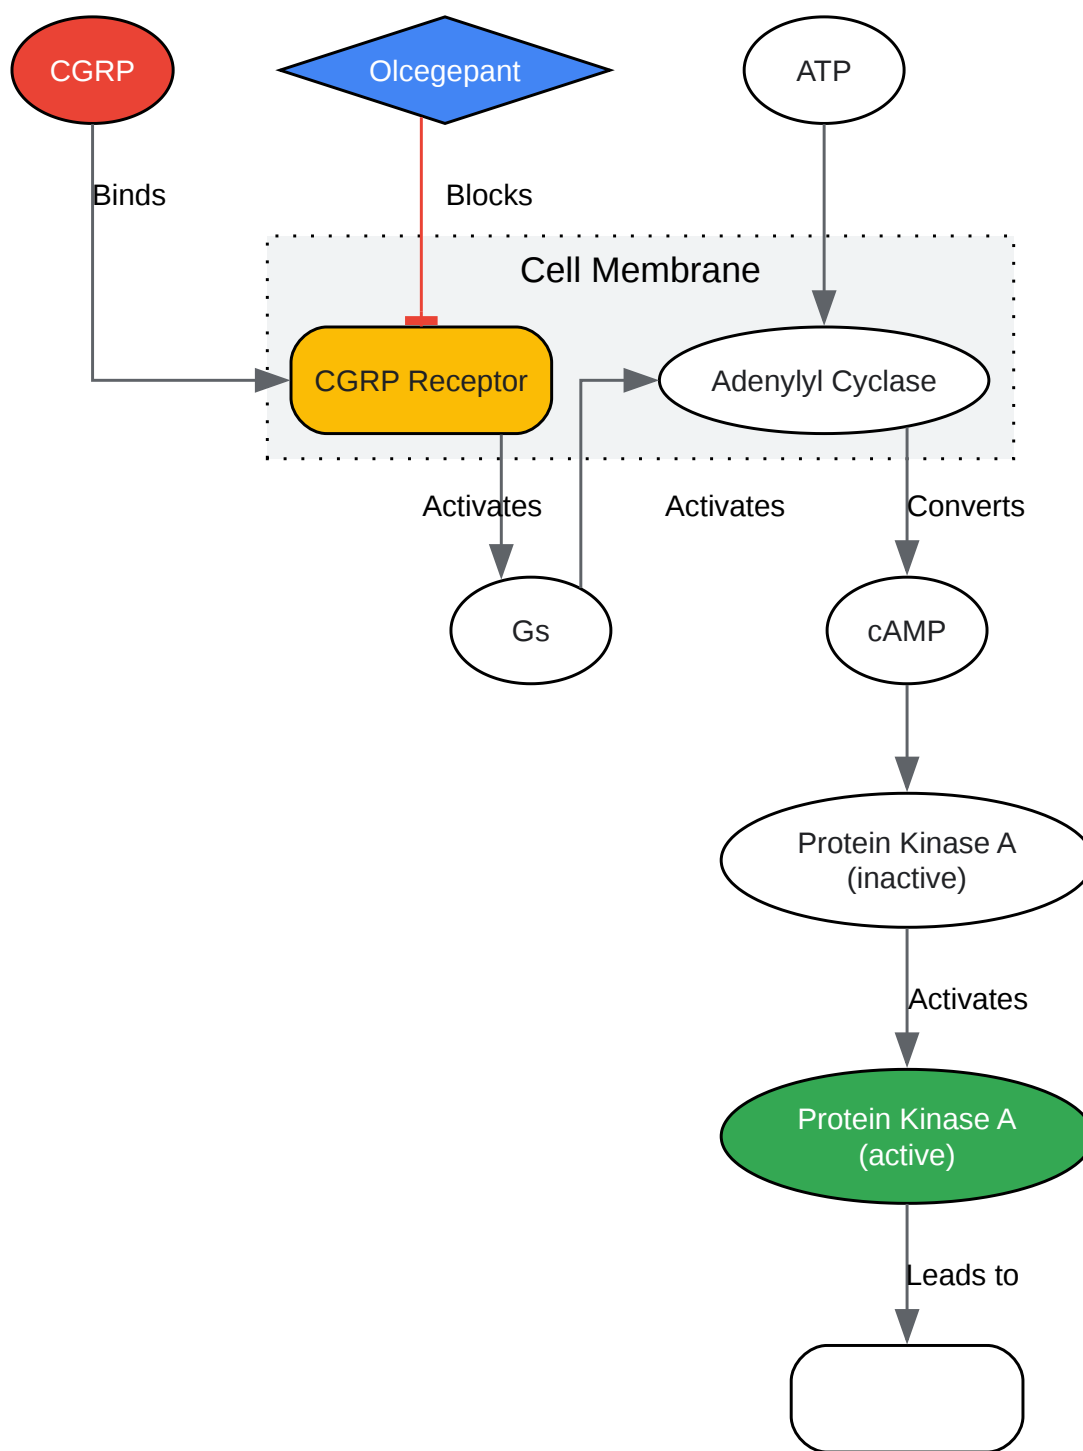 CGRP
Olcegepant
ATP
Binds
Blocks
Cell Membrane
CGRP Receptor
Adenylyl Cyclase
Activates
Activates
Converts
Gs
cAMP
Protein Kinase A
(inactive)
Activates
Protein Kinase A
(active)
Leads to